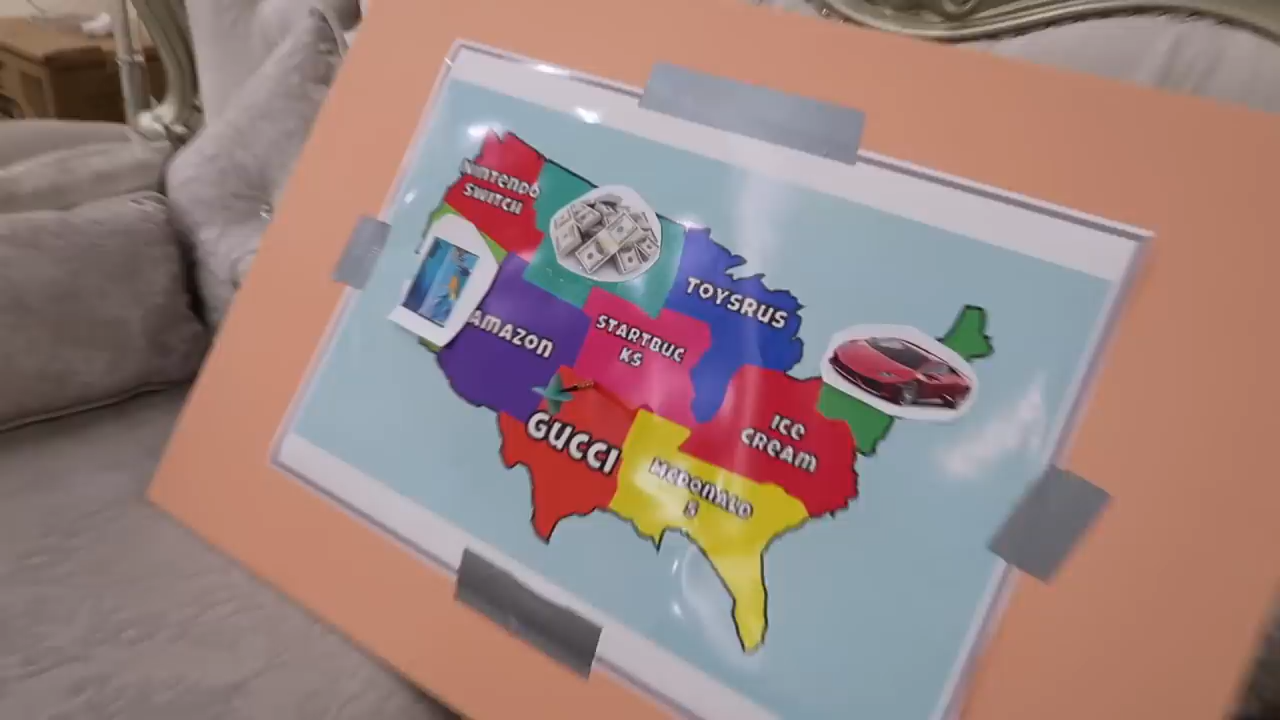 NINTENDO
SWITCH
TOYSRUS
AMAZON
STARTBUC
KS
ICE
CREAM
GUCCI
MCDONALD
S